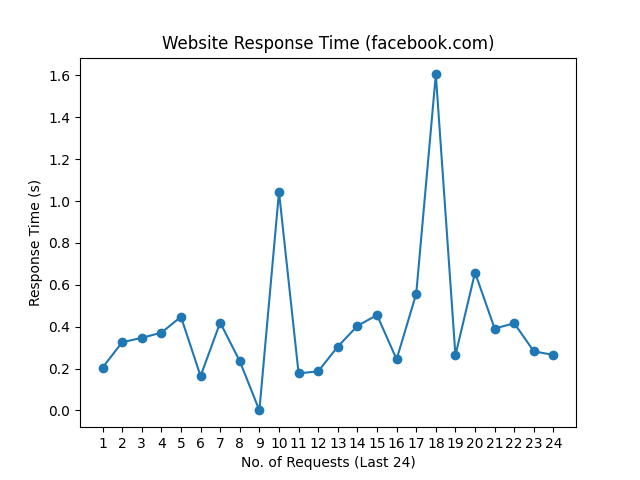 Website Response Time (facebook.com)
1.6
1.4
1.2
1.0
0.8
0.6
0.4
0.2
0.0
Response Time (s)
1 2 3 4 5 6 7 8 9 10 11 12 13 14 15 16 17 18 19 20 21 22 23 24
No. of Requests (Last 24)